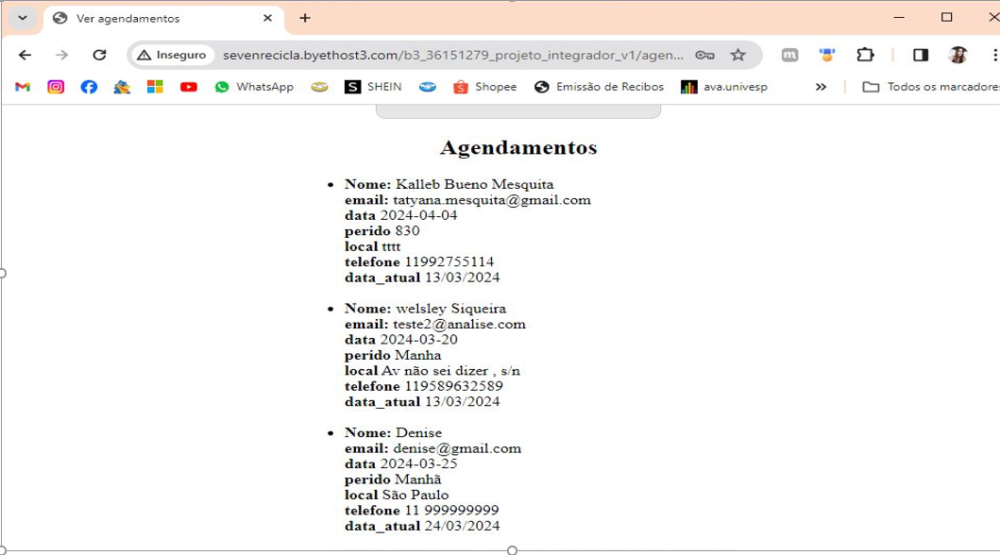 Ver agendamentos
Inseguro sevenrecicla.byethost3.com/b3_36151279_projeto_integrador_v1/agen...
WhatsApp S SHEIN Shopee Emissão de Recibos ava.univesp » Todos os marcadores
Agendamentos
Nome: Kalleb Bueno Mesquita
email: tatyana.mesquita@gmail.com
data 2024-04-04
perido 830
local tttt
telefone 11992755114
data_atual 13/03/2024
Nome: welsley Siqueira
email: teste2@analise.com
data 2024-03-20
perido Manha
local Av não sei dizer , s/n
telefone 119589632589
data_atual 13/03/2024
Nome: Denise
email: denise@gmail.com
data 2024-03-25
perido Manhã
local São Paulo
telefone 11 999999999
data_atual 24/03/2024